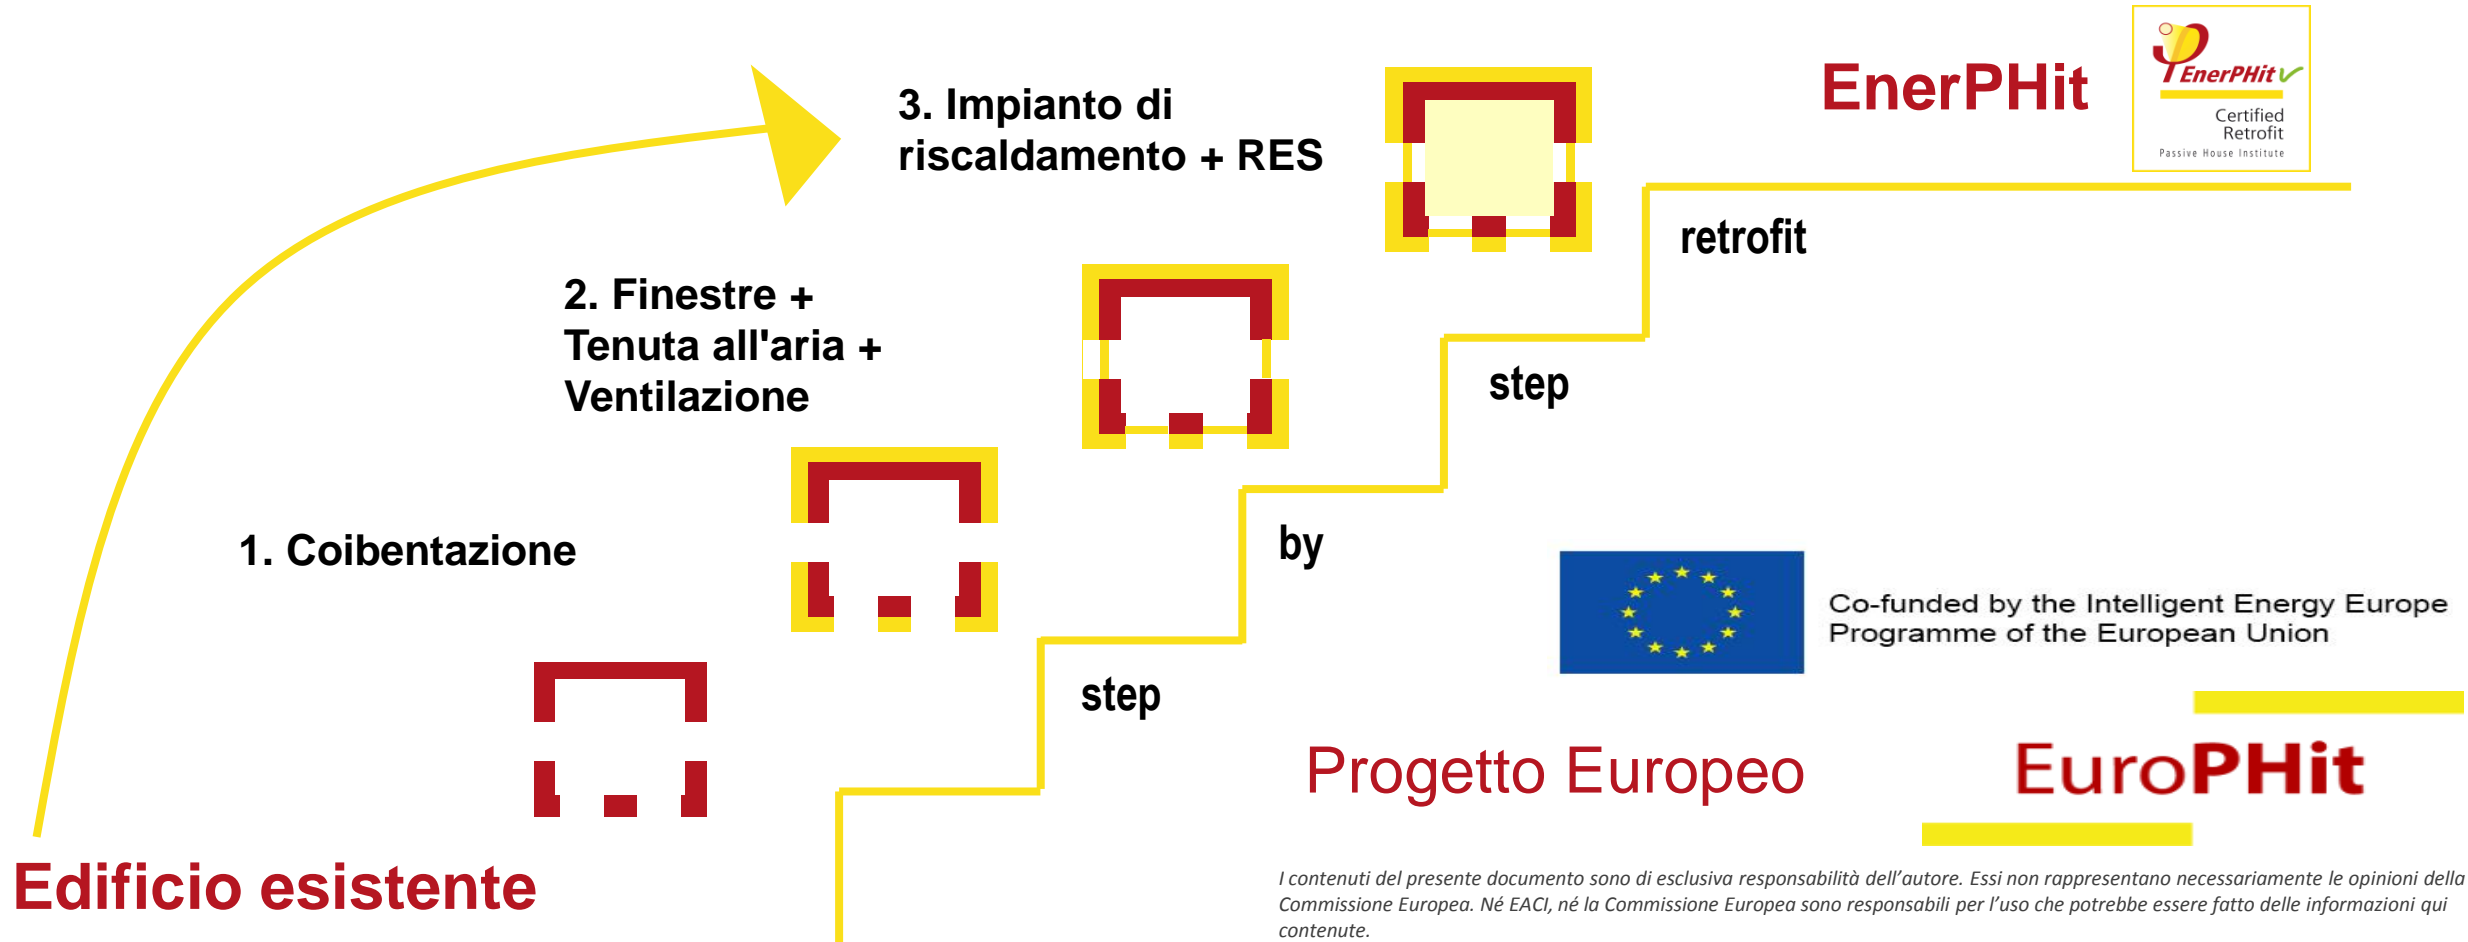 EnerPHit
EnerPHit
Certified
Retrofit
Passive House Institute
3. Impianto di
riscaldamento + RES
retrofit
2. Finestre +
Tenuta all'aria +
Ventilazione
step
1. Coibentazione
by
Co-funded by the Intelligent Energy Europe
Programme of the European Union
step
Progetto Europeo
EuroPHit
Edificio esistente
I contenuti del presente documento sono di esclusiva responsabilità dell’autore. Essi non rappresentano necessariamente le opinioni della
Commissione Europea. Né EACI, né la Commissione Europea sono responsabili per l’uso che potrebbe essere fatto delle informazioni qui
contenute.